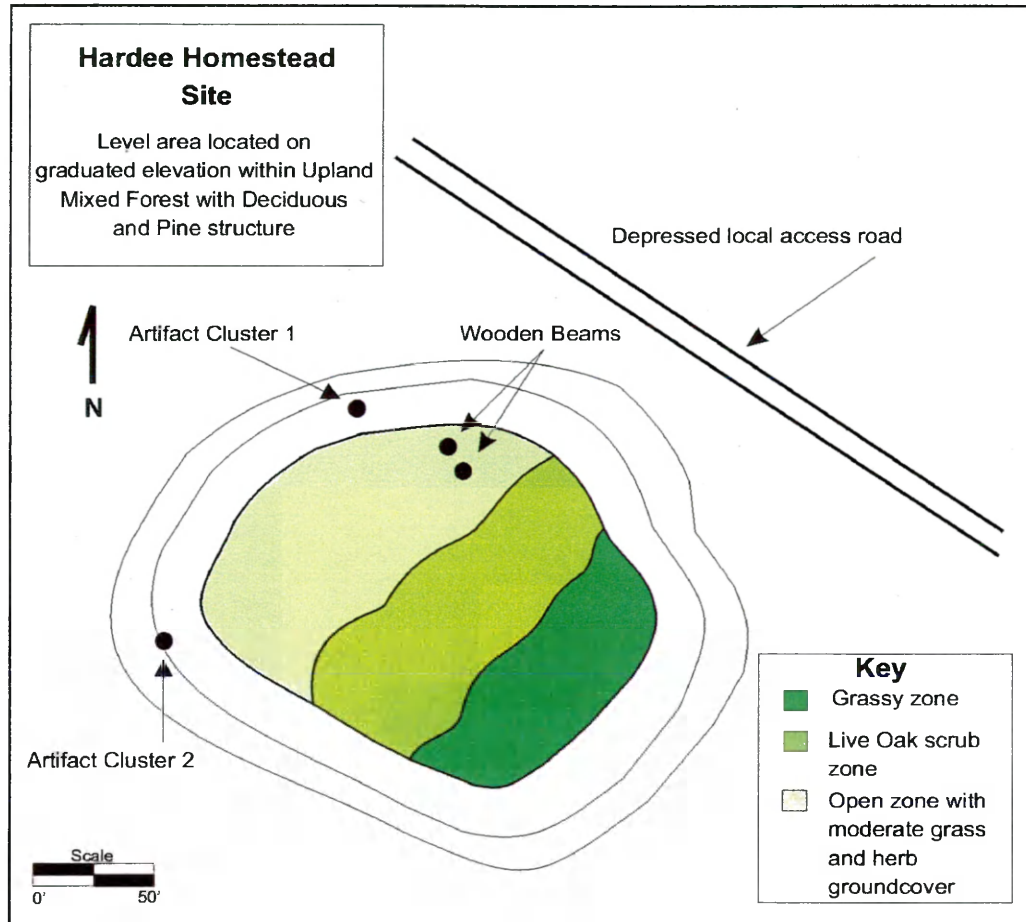 Hardee Homestead
Site
Level area located on
graduated elevation within Upland
Mixed Forest with Deciduous
and Pine structure
Depressed local access road
Artifact Cluster 1
Wooden Beams
N
Artifact Cluster 2
Key
Grassy zone
Live Oak scrub
zone
Open zone with
moderate grass
and herb
groundcover
Scale
0' 50'